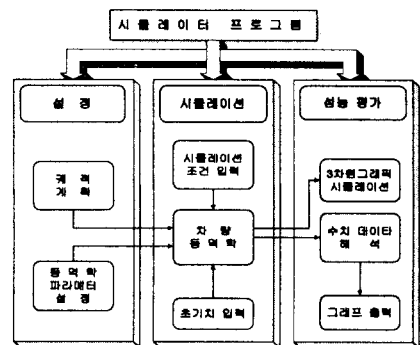 시뮬레이터 프로그램
설 정
시뮬레이션
성능 평가
궤 적
계 획
동 역 학
파라메터
설 정
시뮬레이션
조건 입력
차 량
동 역 학
초기치 입력
3차원그래픽
시뮬레이션
수치 데이타
해 석
그래프 출력